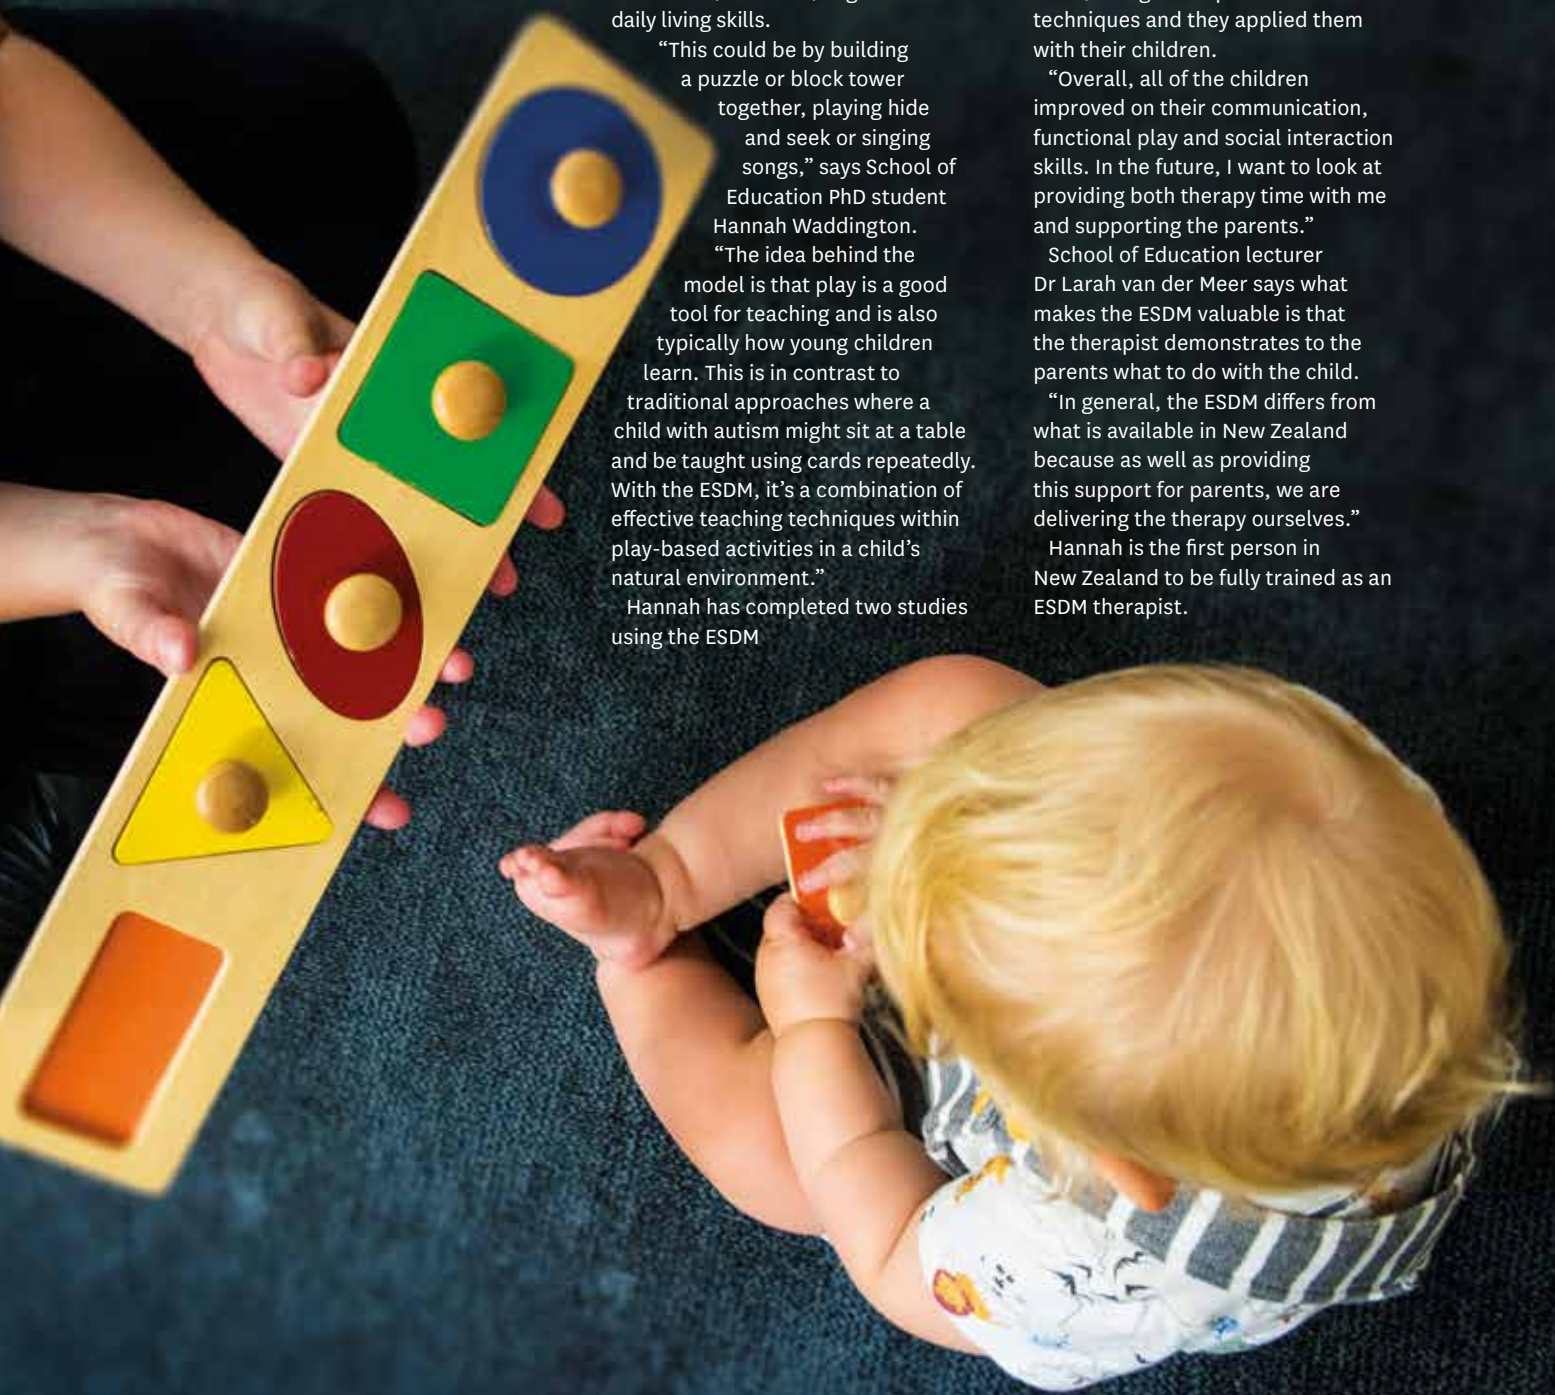 daily living skills.
“This could be by building
a puzzle or block tower
together, playing hide
and seek or singing
songs,” says School of
Education PhD student
Hannah Waddington.
“The idea behind the
model is that play is a good
tool for teaching and is also
typically how young children
learn. This is in contrast to
traditional approaches where a
child with autism might sit at a table
and be taught using cards repeatedly.
With the ESDM, it’s a combination of
effective teaching techniques within
play-based activities in a child’s
natural environment.”
Hannah has completed two studies
using the ESDM
techniques and they applied them
with their children.
“Overall, all of the children
improved on their communication,
functional play and social interaction
skills. In the future, I want to look at
providing both therapy time with me
and supporting the parents.”
School of Education lecturer
Dr Larah van der Meer says what
makes the ESDM valuable is that
the therapist demonstrates to the
parents what to do with the child.
“In general, the ESDM differs from
what is available in New Zealand
because as well as providing
this support for parents, we are
delivering the therapy ourselves.”
Hannah is the first person in
New Zealand to be fully trained as an
ESDM therapist.